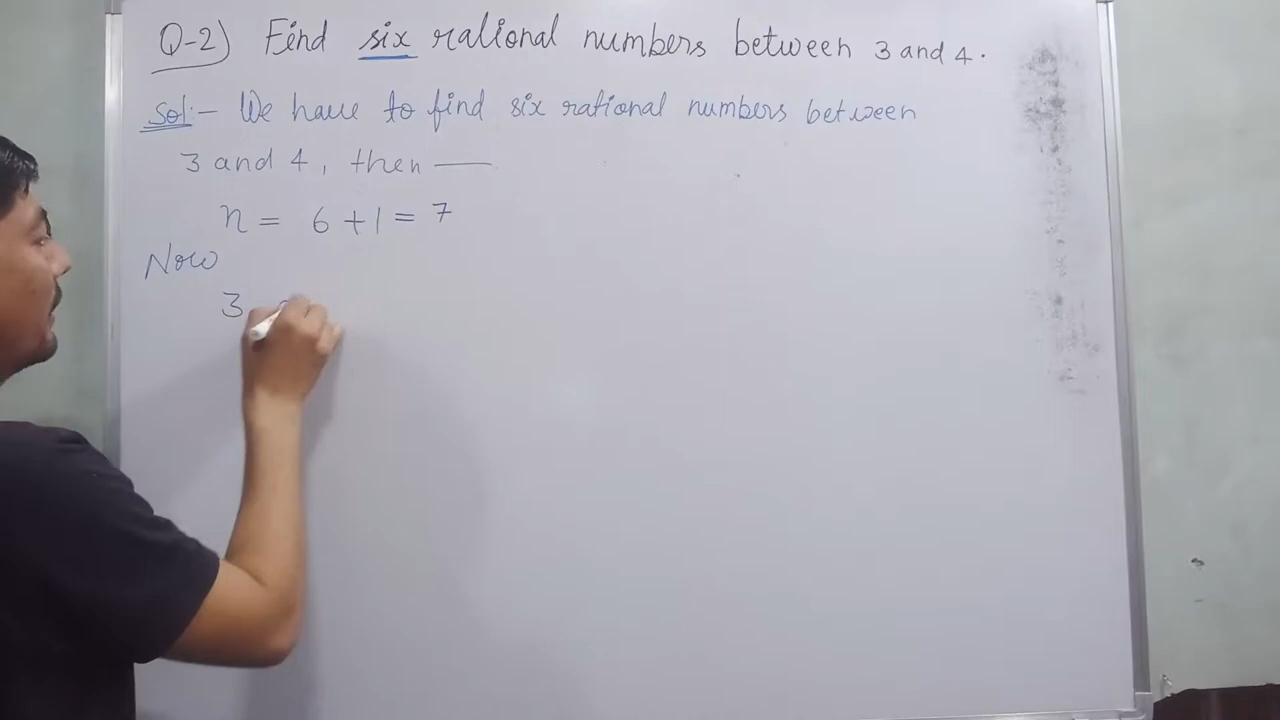 Q-2) Find six rational numbers between 3 and 4.
Sol:- We have to find six rational numbers between
3 and 4, then —
n = 6 + 1 = 7
Now
3